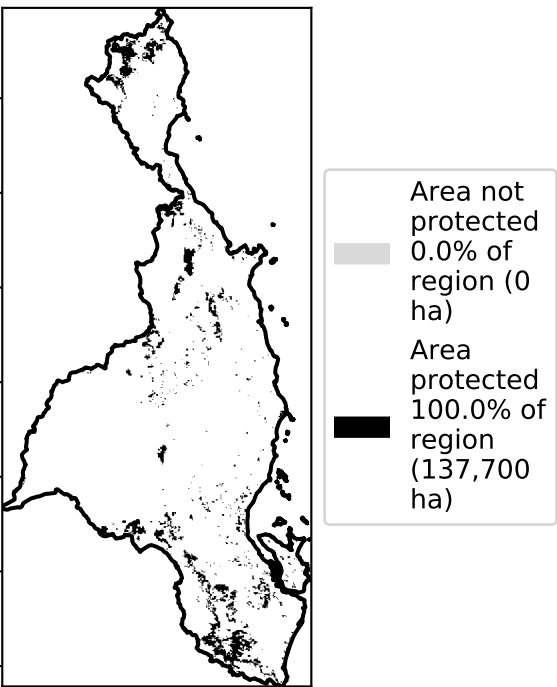 Area not
protected
0.0% of
region (0
ha)
Area
protected
100.0% of
region
(137,700
ha)